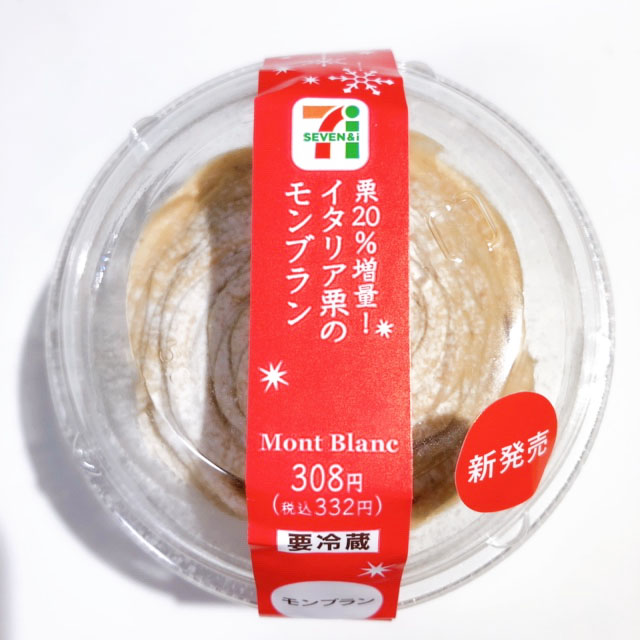 SEVEN&i
栗20%増量!
イタリア栗の
モンブラン
Mont Blanc
308円
(税込332円)
要冷蔵
モンブラン
新発売